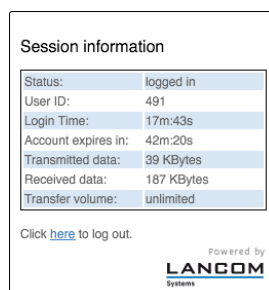 Session information
Status: logged in
User ID: 491
Login Time: 17m:43s
Account expires in: 42m:20s
Transmitted data: 39 KBytes
Received data: 187 KBytes
Transfer volume: unlimited
Click here to log out.
Powered by
LANCOM
Systems